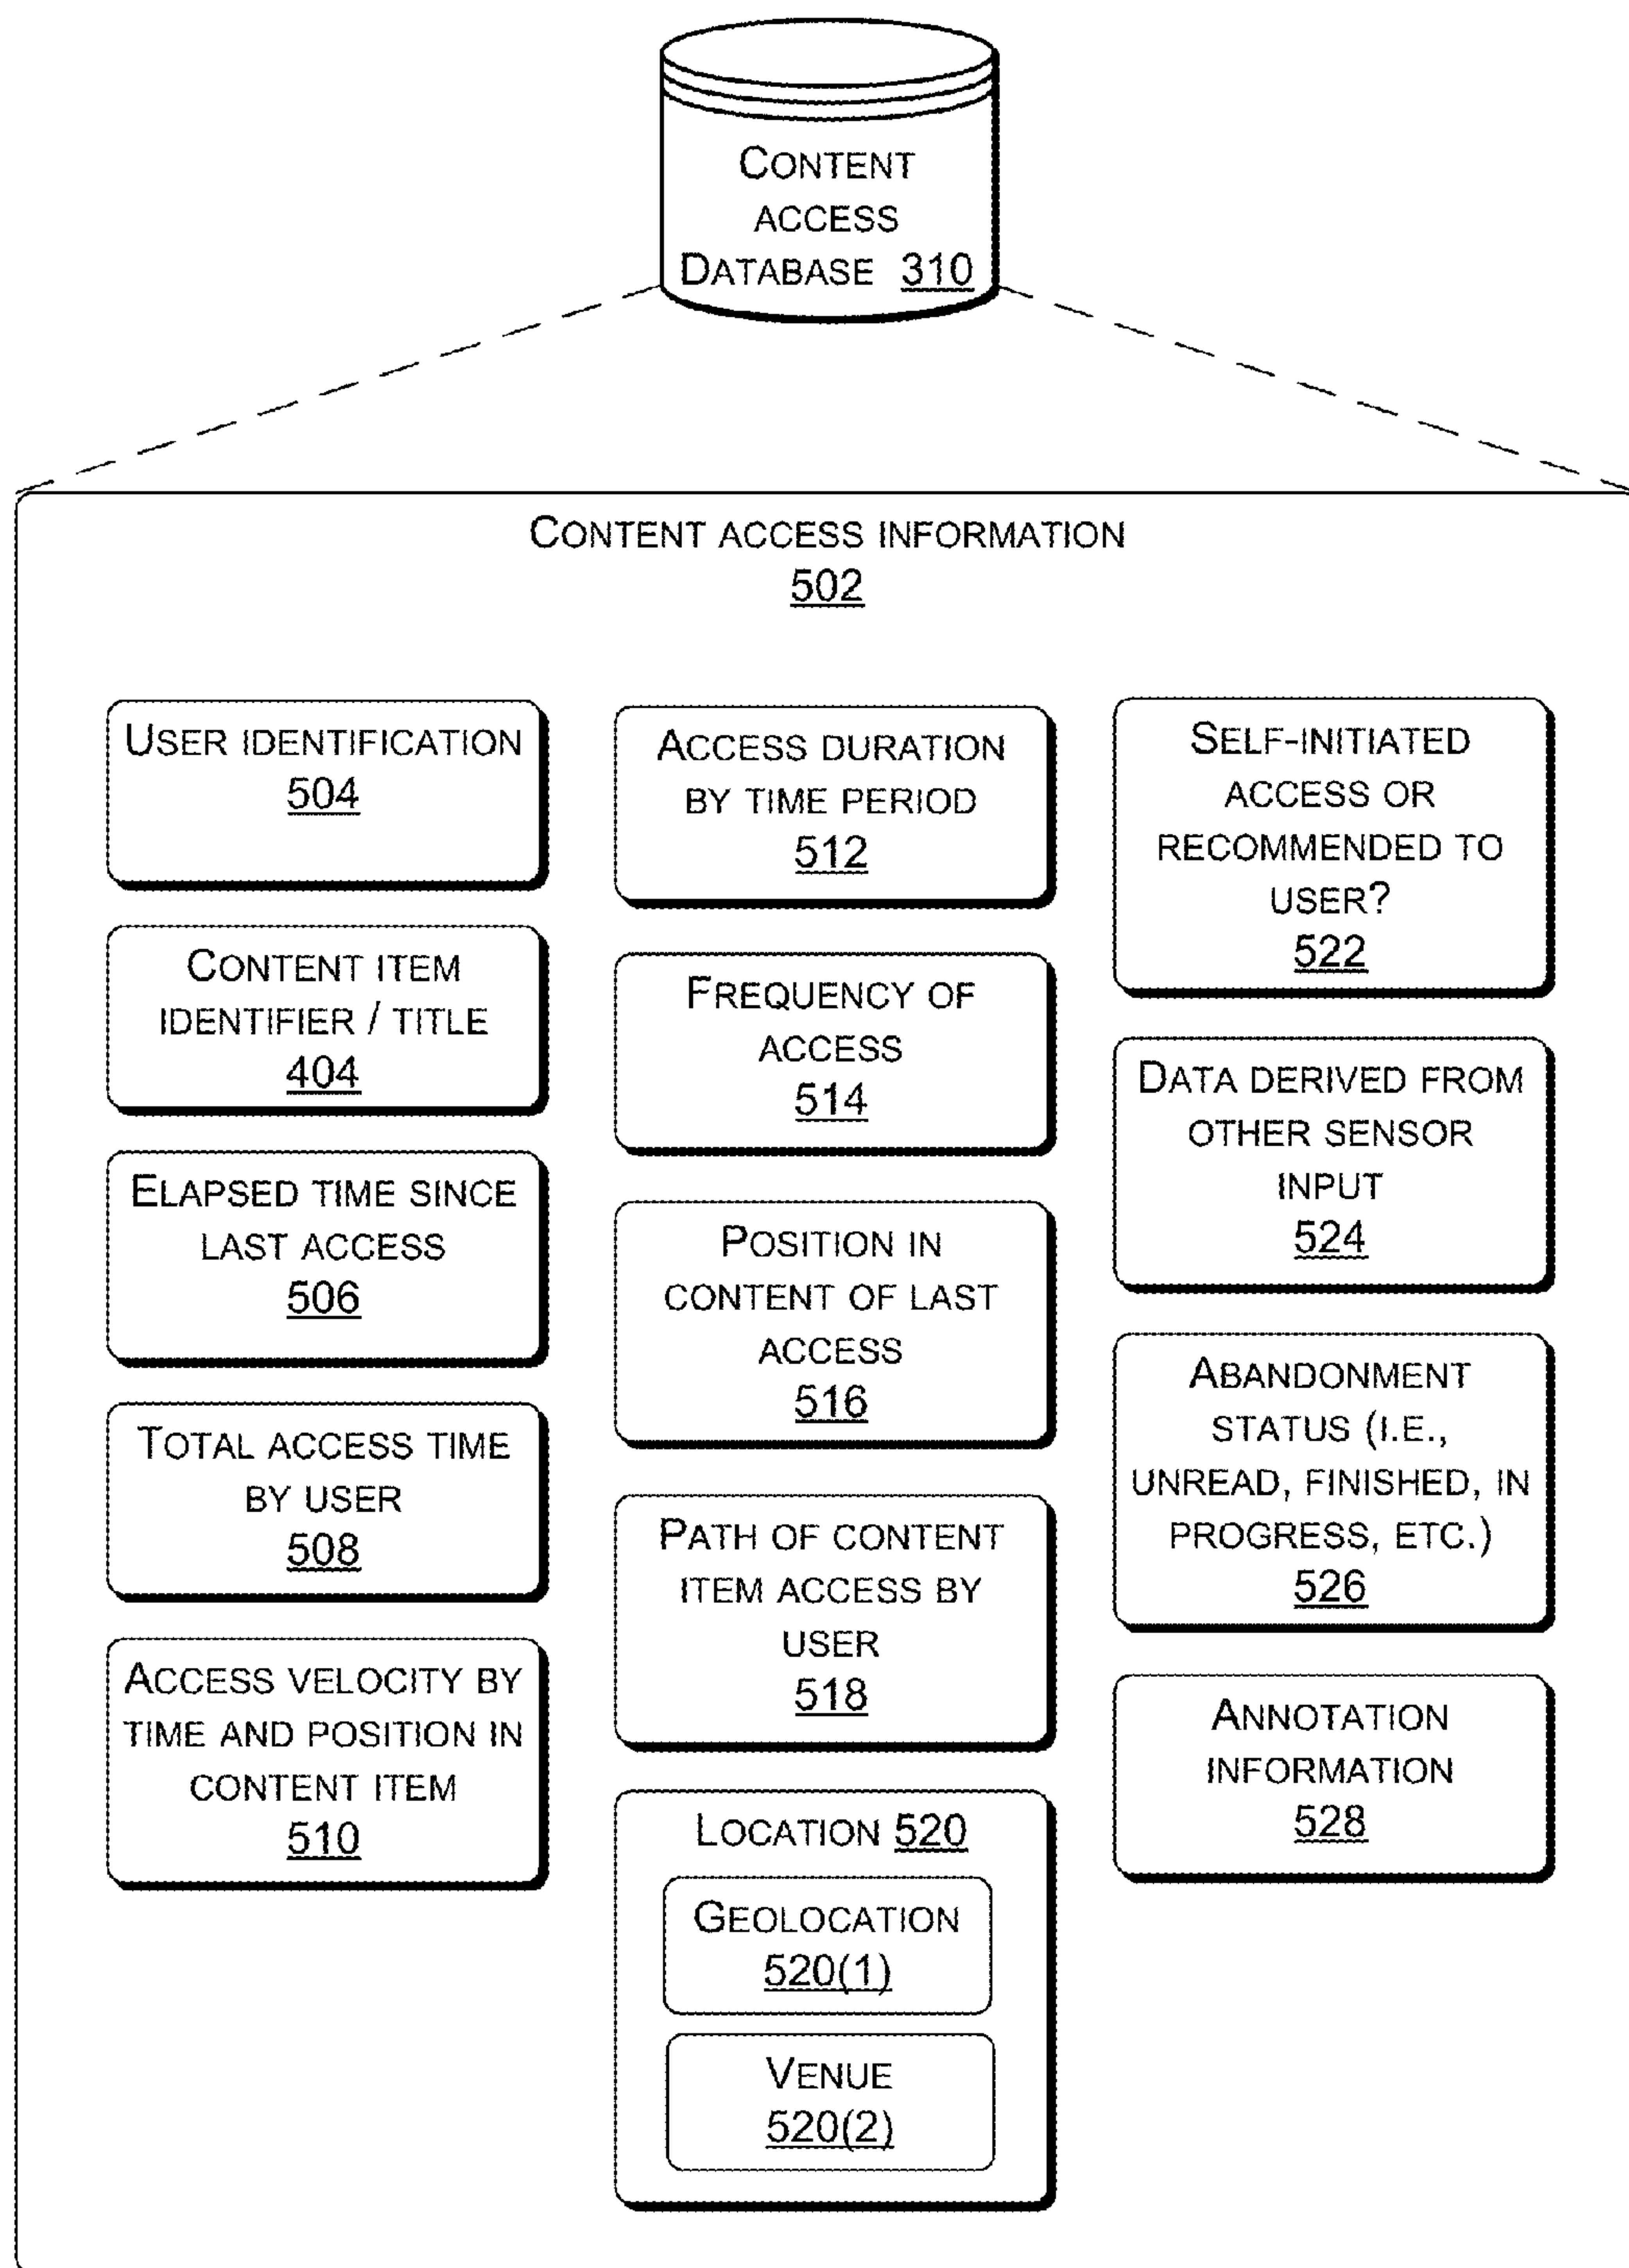 CONTENT
ACCESS
DATABASE 310
CONTENT ACCESS INFORMATION
502
USER IDENTIFICATION
504
CONTENT ITEM
IDENTIFIER / TITLE
404
ELAPSED TIME SINCE
LAST ACCESS
506
TOTAL ACCESS TIME
BY USER
508
ACCESS VELOCITY BY
TIME AND POSITION IN
CONTENT ITEM
510
ACCESS DURATION
BY TIME PERIOD
512
FREQUENCY OF
ACCESS
514
POSITION IN
CONTENT OF LAST
ACCESS
516
PATH OF CONTENT
ITEM ACCESS BY
USER
518
LOCATION 520
GEOLOCATION
520(1)
VENUE
520(2)
SELF-INITIATED
ACCESS OR
RECOMMENDED TO
USER?
522
DATA DERIVED FROM
OTHER SENSOR
INPUT
524
ABANDONMENT
STATUS (I.E.,
UNREAD, FINISHED, IN
PROGRESS, ETC.)
526
ANNOTATION
INFORMATION
528